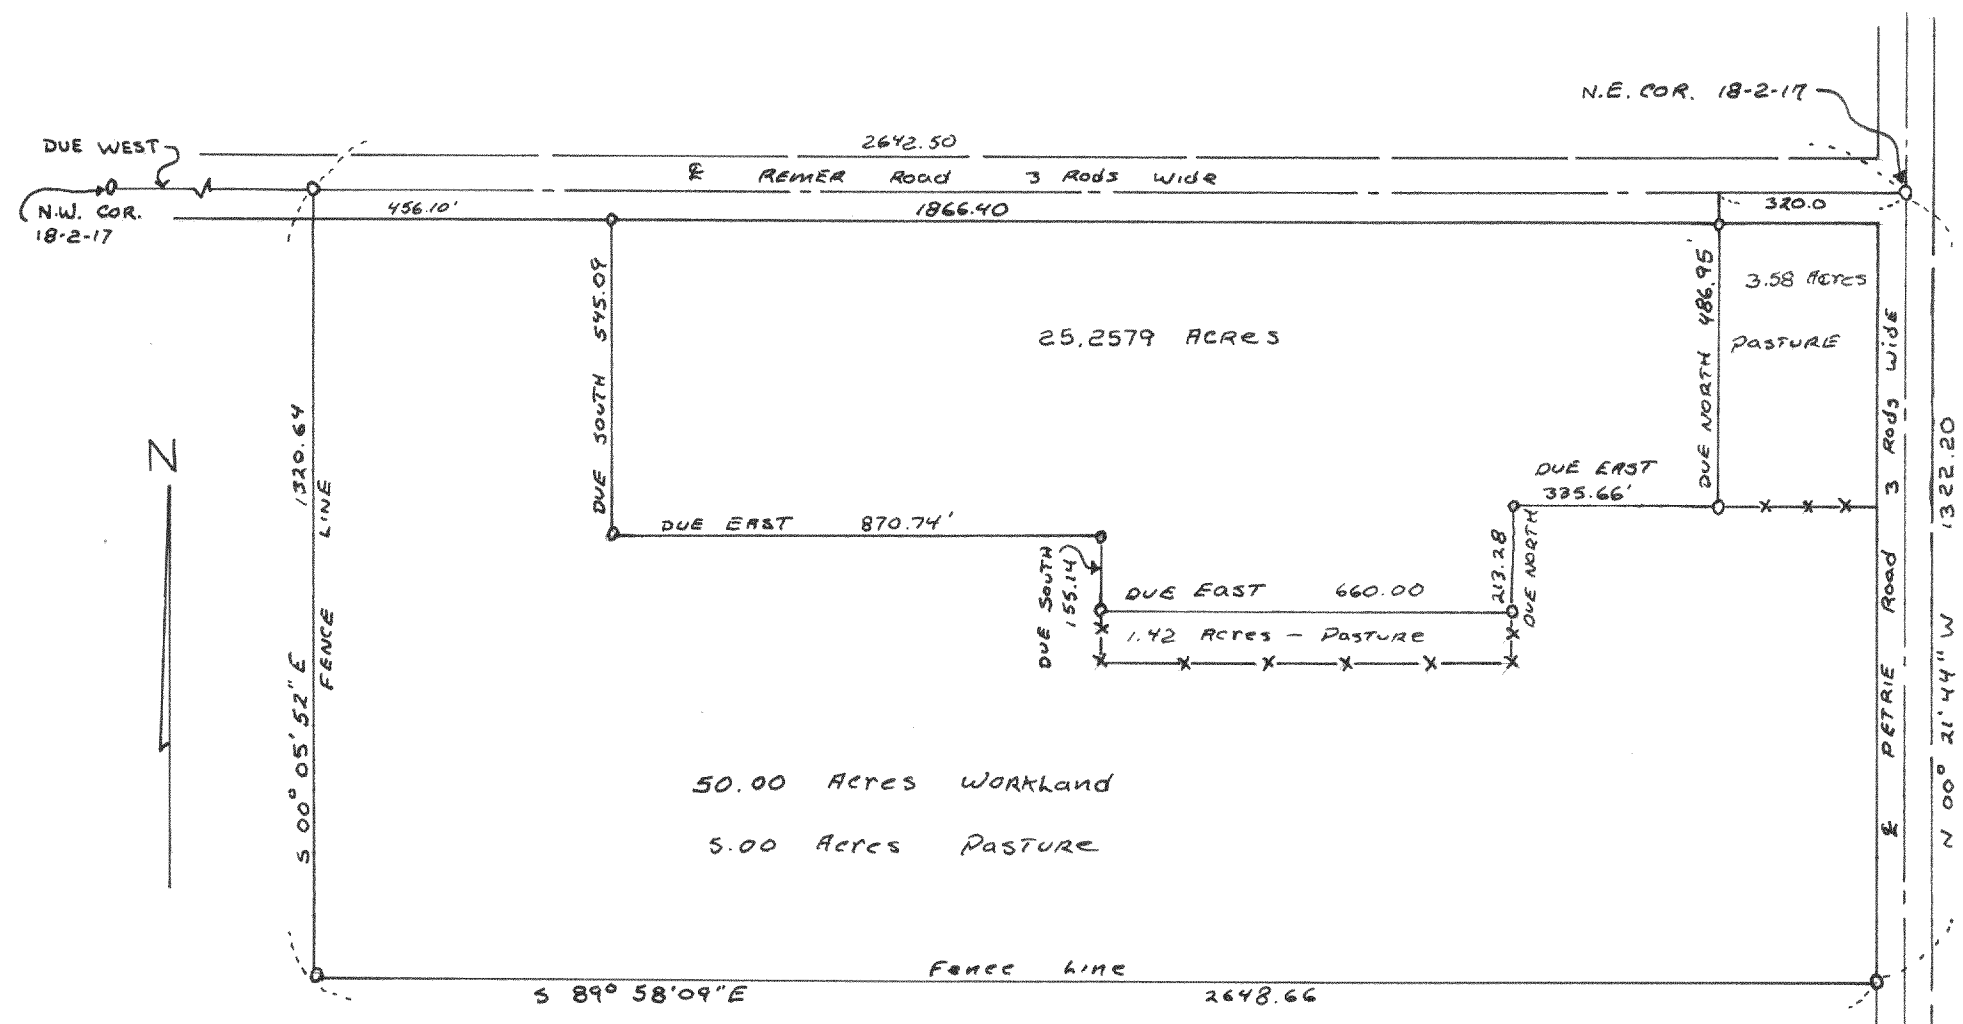 N.E. COR. 18-2-17
DUE WEST
2642.50
℄ REMER Road 3 Rods Wide
N.W. COR.
18-2-17
456.10'
1866.40
320.0
DUE SOUTH 545.09
25.2579 Acres
DUE NORTH 486.95
3.58 Acres
Pasture
℄ PETRIE Road 3 Rods Wide
N 00° 21' 44" W 1322.20
N
S 00° 05' 52" E 1320.64
FENCE LINE
DUE EAST 870.74'
DUE SOUTH
155.14
DUE EAST 660.00
1.42 Acres - Pasture
213.28
DUE NORTH
DUE EAST
335.66'
50.00 Acres Workland
5.00 Acres Pasture
Fence Line
S 89° 58' 09" E 2648.66